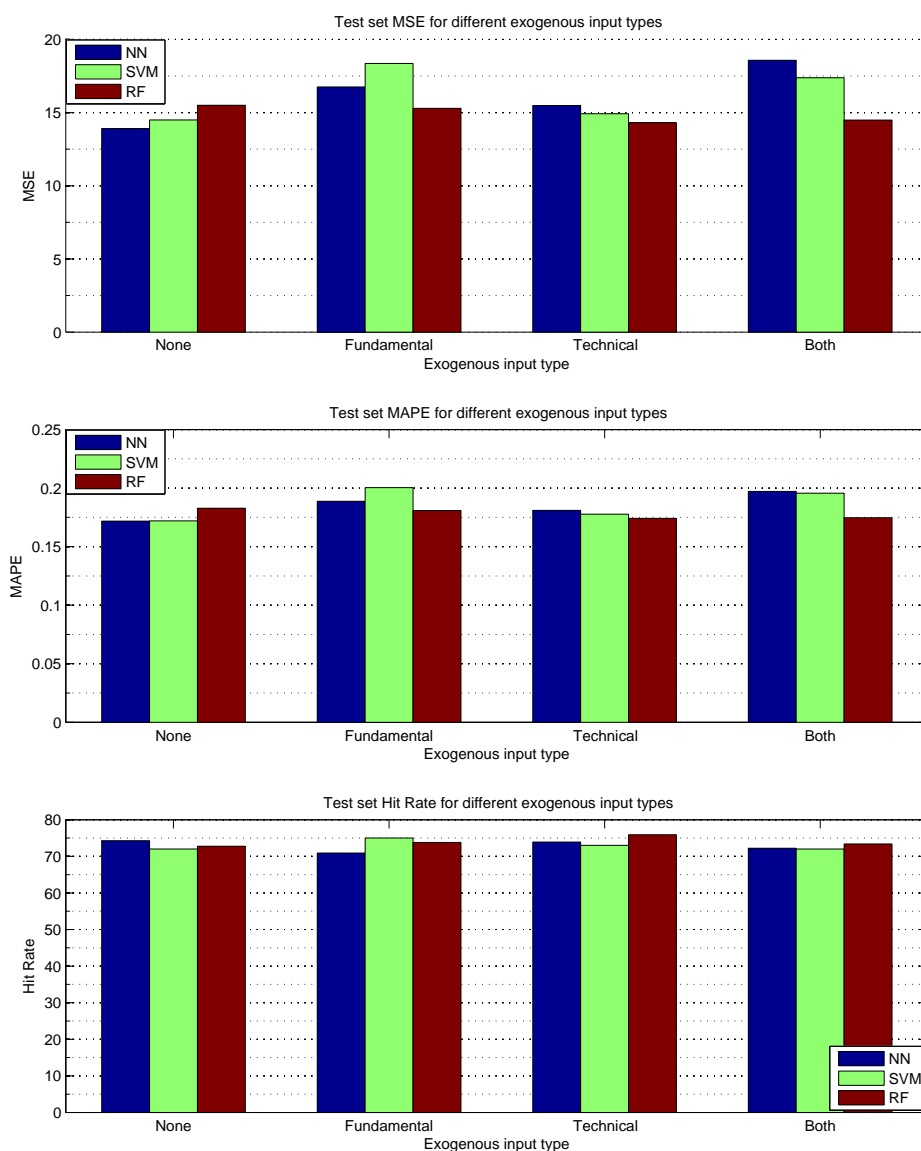 Test set MSE for different exogenous input types
20
15
10
5
0
MSE
NN
SVM
RF
None Fundamental Technical Both
Exogenous input type
Test set MAPE for different exogenous input types
0.25
0.2
0.15
0.1
0.05
0
MAPE
NN
SVM
RF
None Fundamental Technical Both
Exogenous input type
Test set Hit Rate for different exogenous input types
80
70
60
50
40
30
20
10
0
Hit Rate
NN
SVM
RF
None Fundamental Technical Both
Exogenous input type